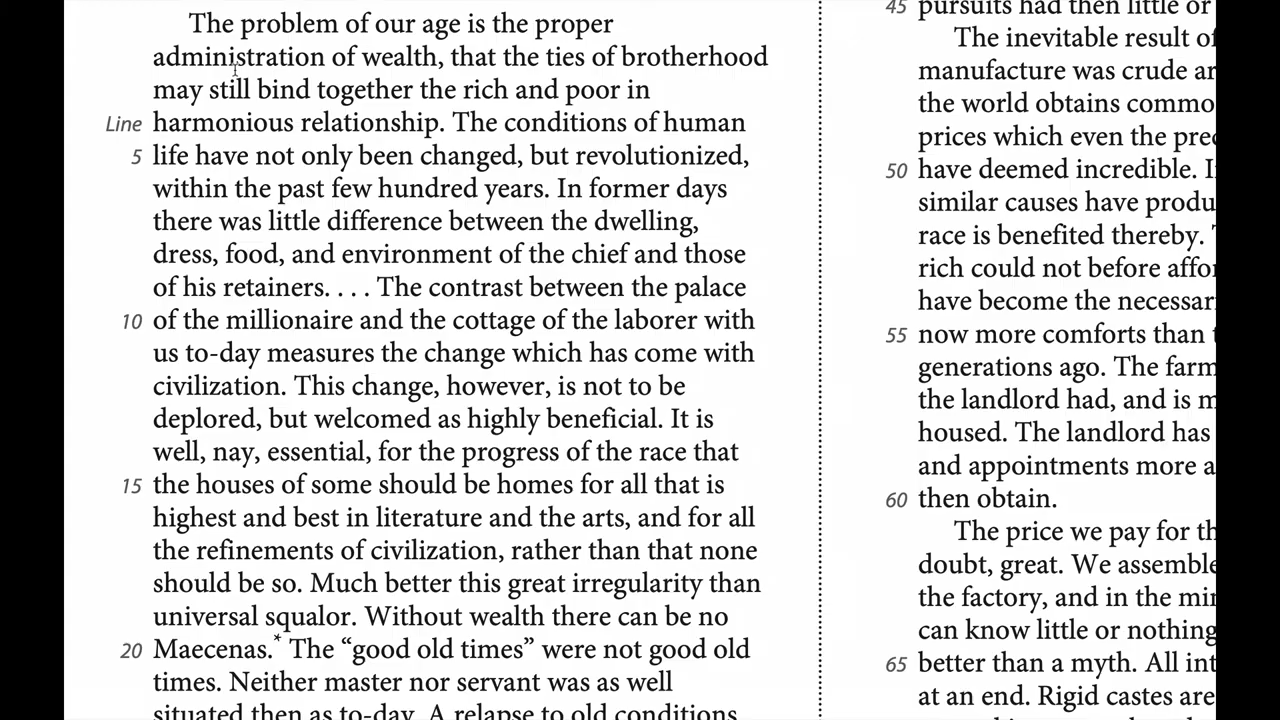 The problem of our age is the proper
administration of wealth, that the ties of brotherhood
may still bind together the rich and poor in
Line harmonious relationship. The conditions of human
5 life have not only been changed, but revolutionized,
within the past few hundred years. In former days
there was little difference between the dwelling,
dress, food, and environment of the chief and those
of his retainers. . . . The contrast between the palace
10 of the millionaire and the cottage of the laborer with
us to-day measures the change which has come with
civilization. This change, however, is not to be
deplored, but welcomed as highly beneficial. It is
well, nay, essential, for the progress of the race that
15 the houses of some should be homes for all that is
highest and best in literature and the arts, and for all
the refinements of civilization, rather than that none
should be so. Much better this great irregularity than
universal squalor. Without wealth there can be no
20 Maecenas.* The “good old times” were not good old
times. Neither master nor servant was as well
situated then as to-day. A relapse to old conditions
45 pursuits had then little or
The inevitable result of
manufacture was crude ar
the world obtains commo
prices which even the pre
50 have deemed incredible. I
similar causes have produ
race is benefited thereby.
rich could not before affor
have become the necessar
55 now more comforts than
generations ago. The farm
the landlord had, and is m
housed. The landlord has
and appointments more a
60 then obtain.
The price we pay for th
doubt, great. We assemble
the factory, and in the min
can know little or nothing
65 better than a myth. All int
at an end. Rigid castes are